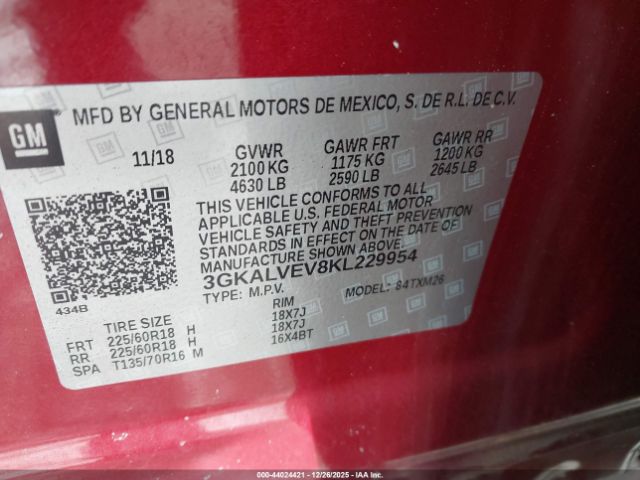 GM
MFD BY GENERAL MOTORS DE MEXICO, S. DE R.L. DE C.V.
11/18 GVWR GAWR FRT GAWR RR
2100 KG 1175 KG 1200 KG
4630 LB 2590 LB 2645 LB
THIS VEHICLE CONFORMS TO ALL
APPLICABLE U.S. FEDERAL MOTOR
VEHICLE SAFETY AND THEFT PREVENTION
STANDARDS IN EFFECT ON THE DATE OF
MANUFACTURE SHOWN ABOVE.
3GKALVEV8KL229954
434B
TYPE: M.P.V. MODEL: 84TXM26
TIRE SIZE RIM
FRT 225/60R18 H 18X7J
RR 225/60R18 H 18X7J
SPA T135/70R16 M 16X4BT
000-44024421 - 12/26/2025 - IAA, Inc.